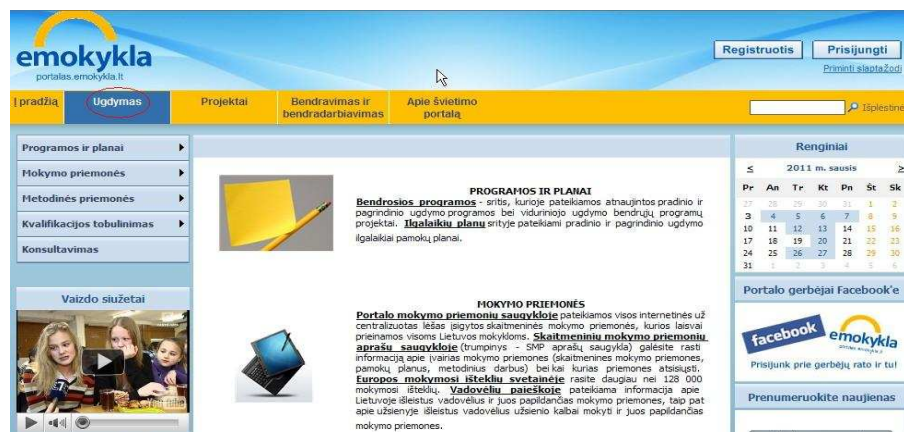 emokykla
portalas.emokykla.lt
Registruotis
Prisijungti
Priminti slaptažodį
Į pradžią
Ugdymas
Projektai
Bendravimas ir
bendradarbiavimas
Apie švietimo
portalą
Išplėstinė
Programos ir planai
Mokymo priemonės
Metodinės priemonės
Kvalifikacijos tobulinimas
Konsultavimas
Vaizdo siužetai
PROGRAMOS IR PLANAI
Bendrosios programos - sritis, kurioje pateikiamos atnaujintos pradinio ir
pagrindinio ugdymo programos bei viduriniojo ugdymo bendrųjų programų
projektai. Ilgalaikių planų srityje pateikiami pradinio ir pagrindinio ugdymo
ilgalaikiai pamokų planai.
MOKYMO PRIEMONĖS
Portalo mokymo priemonių saugykloje pateikiamos visos internetinės už
centralizuotas lėšas įsigytos skaitmeninės mokymo priemonės, kurios laisvai
prieinamos visoms Lietuvos mokykloms. Skaitmeninių mokymo priemonių
aprašų saugykloje (trumpinys - SMP aprašų saugykla) galėsite rasti
informaciją apie įvairias mokymo priemones (skaitmenines mokymo priemones,
pamokų planus, metodinius darbus) bei kai kurias priemones atsisiųsti.
Europos mokymosi išteklių svetainėje rasite daugiau nei 128 000
mokymosi išteklių. Vadovėlių paieškoje pateikiama informacija apie
Lietuvoje išleistus vadovėlius ir juos papildančias mokymo priemones, taip pat
apie užsienyje išleistus vadovėlius užsienio kalbai mokyti ir juos papildančias
mokymo priemones.
Renginiai
< 2011 m. sausis >
Pr An Tr Kt Pn Št Sk
27 28 29 30 31 1 2
3 4 5 6 7 8 9
10 11 12 13 14 15 16
17 18 19 20 21 22 23
24 25 26 27 28 29 30
31 1 2 3 4 5 6
Portalo gerbėjai Facebook'e
facebook
emokykla
Prisijunk prie gerbėjų rato ir tu!
Prenumeruokite naujienas